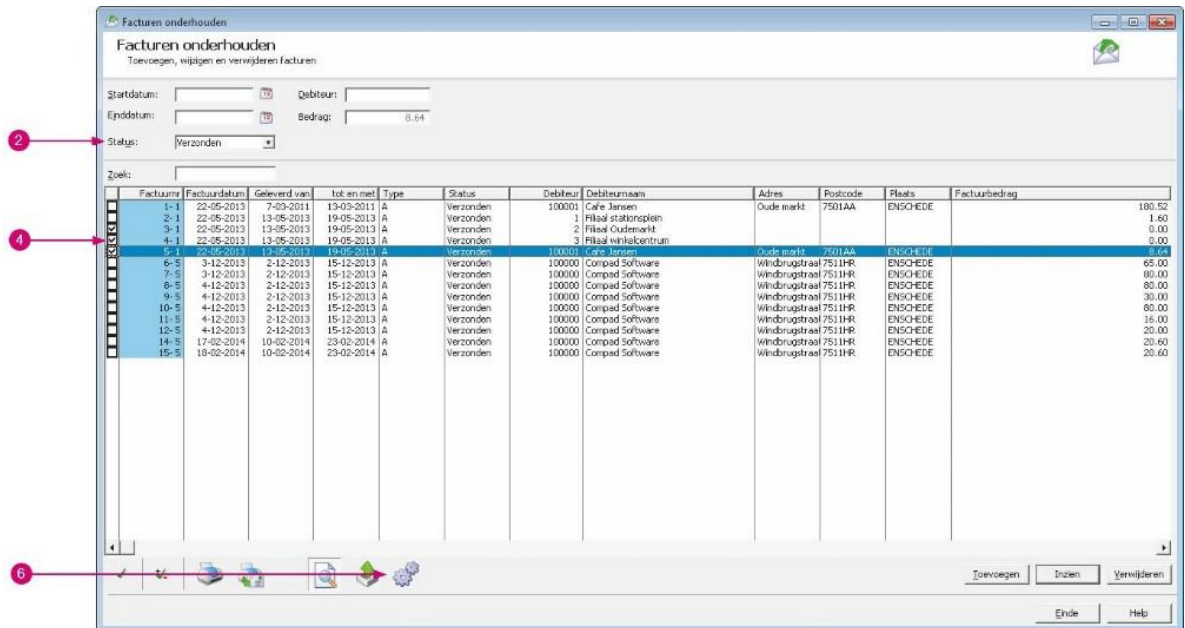 Facturen onderhouden
Facturen onderhouden
Toevoegen, wijzigen en verwijderen facturen
Startdatum: Debiteur:
Einddatum: Bedrag: 8.64
2 Status: Verzonden
Zoek:
Factuurnr Factuurdatum Geleverd van tot en met Type Status Debiteur Debiteurnaam Adres Postcode Plaats Factuurbedrag
1- 1 22-05-2013 7-03-2011 13-03-2011 A Verzonden 100001 Cafe Jansen Oude markt 7501AA ENSCHEDE 180.52
2- 1 22-05-2013 13-05-2013 19-05-2013 A Verzonden 1 Filiaal stationsplein 1.60
3- 1 22-05-2013 13-05-2013 19-05-2013 A Verzonden 2 Filiaal Oudemarkt 0.00
4 4- 1 22-05-2013 13-05-2013 19-05-2013 A Verzonden 3 Filiaal winkelcentrum 0.00
5- 1 22-05-2013 13-05-2013 19-05-2013 A Verzonden 100001 Cafe Jansen Oude markt 7501AA ENSCHEDE 8.64
6- 5 3-12-2013 2-12-2013 15-12-2013 A Verzonden 100000 Compad Software Windbrugstraat 7511HR ENSCHEDE 65.00
7- 5 3-12-2013 2-12-2013 15-12-2013 A Verzonden 100000 Compad Software Windbrugstraat 7511HR ENSCHEDE 80.00
8- 5 4-12-2013 2-12-2013 15-12-2013 A Verzonden 100000 Compad Software Windbrugstraat 7511HR ENSCHEDE 80.00
9- 5 4-12-2013 2-12-2013 15-12-2013 A Verzonden 100000 Compad Software Windbrugstraat 7511HR ENSCHEDE 30.00
10- 5 4-12-2013 2-12-2013 15-12-2013 A Verzonden 100000 Compad Software Windbrugstraat 7511HR ENSCHEDE 80.00
11- 5 4-12-2013 2-12-2013 15-12-2013 A Verzonden 100000 Compad Software Windbrugstraat 7511HR ENSCHEDE 16.00
12- 5 4-12-2013 2-12-2013 15-12-2013 A Verzonden 100000 Compad Software Windbrugstraat 7511HR ENSCHEDE 20.00
14- 5 17-02-2014 10-02-2014 23-02-2014 A Verzonden 100000 Compad Software Windbrugstraat 7511HR ENSCHEDE 20.60
15- 5 18-02-2014 10-02-2014 23-02-2014 A Verzonden 100000 Compad Software Windbrugstraat 7511HR ENSCHEDE 20.60
6 Toevoegen Inzien Verwijderen
Einde Help